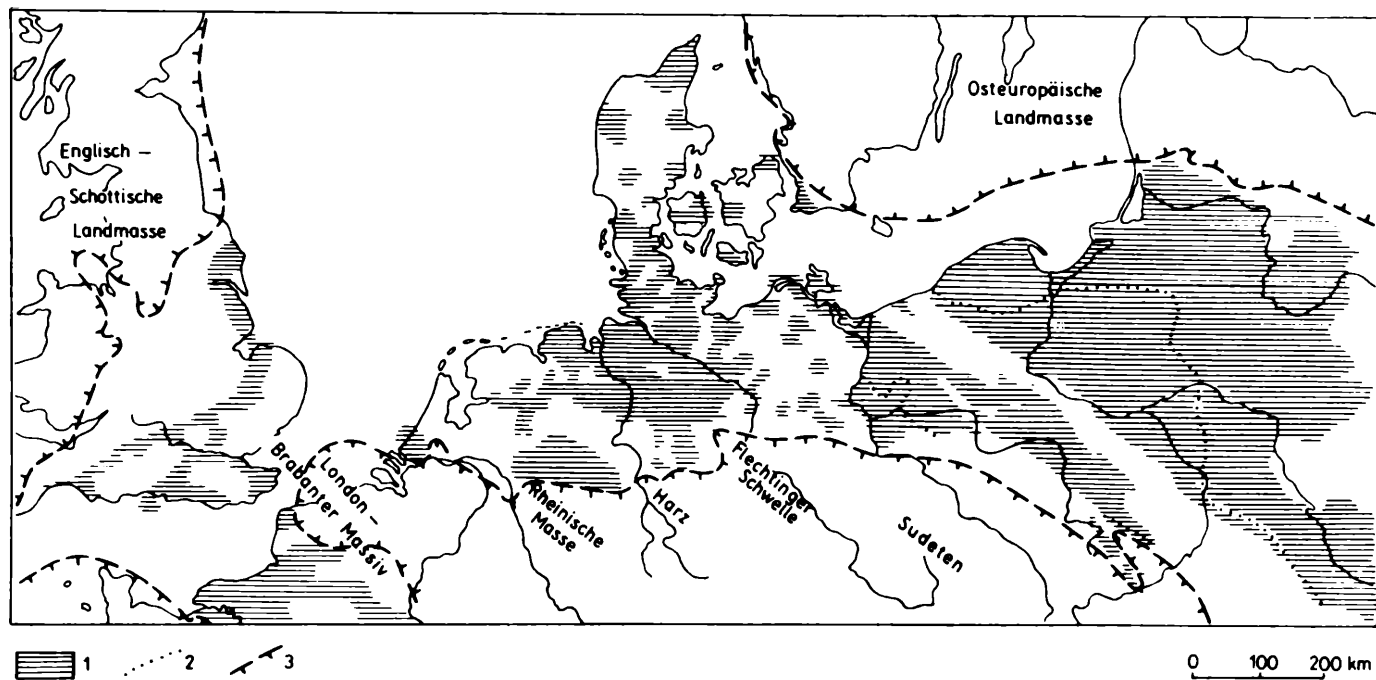 Osteuropäische
Landmasse
Englisch –
Schottische
Landmasse
London –
Brabanter Massiv
Rheinische
Masse
Harz
Flechtinger
Schwelle
Sudeten
1
2
3
0 100 200 km